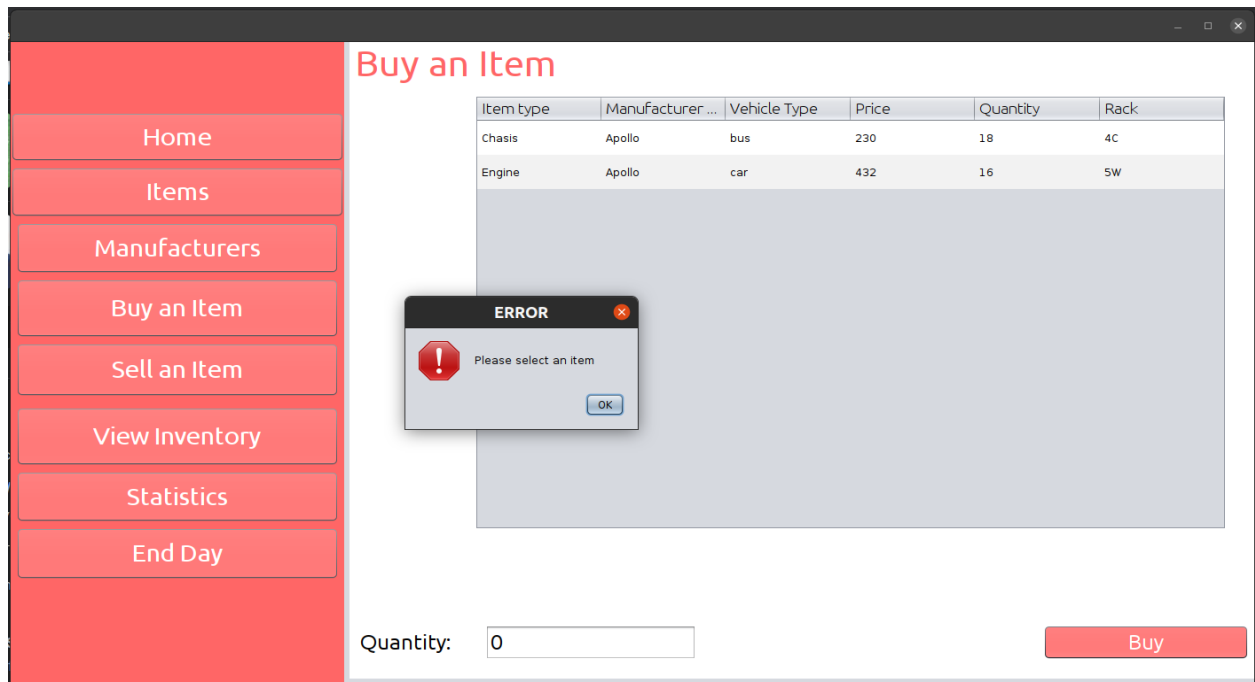 Buy an Item
Home
Items
Manufacturers
Buy an Item
Sell an Item
View Inventory
Statistics
End Day
Item type Manufacturer ... Vehicle Type Price Quantity Rack
Chasis Apollo bus 230 18 4C
Engine Apollo car 432 16 5W
ERROR
Please select an item
OK
Quantity: 0
Buy